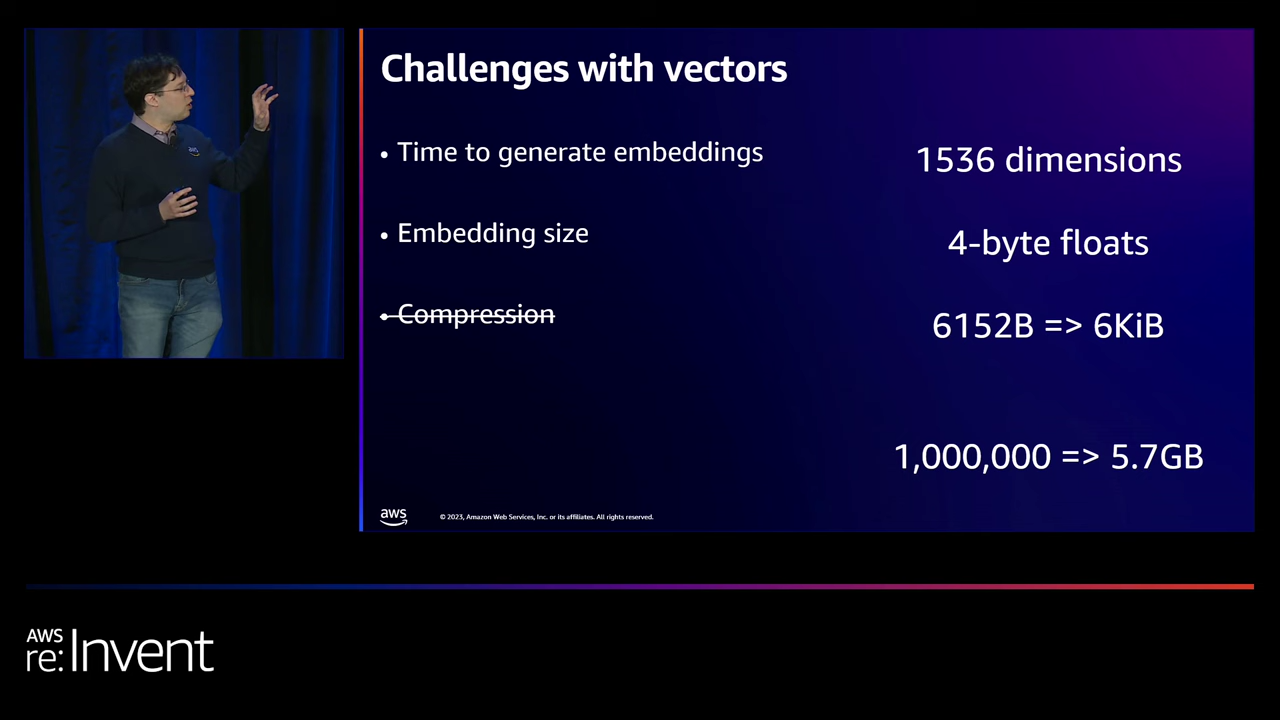 Challenges with vectors
• Time to generate embeddings
1536 dimensions
• Embedding size
4-byte floats
• Compression
6152B => 6KiB
1,000,000 => 5.7GB
aws
© 2023, Amazon Web Services, Inc. or its affiliates. All rights reserved.
aws
AWS
re:Invent